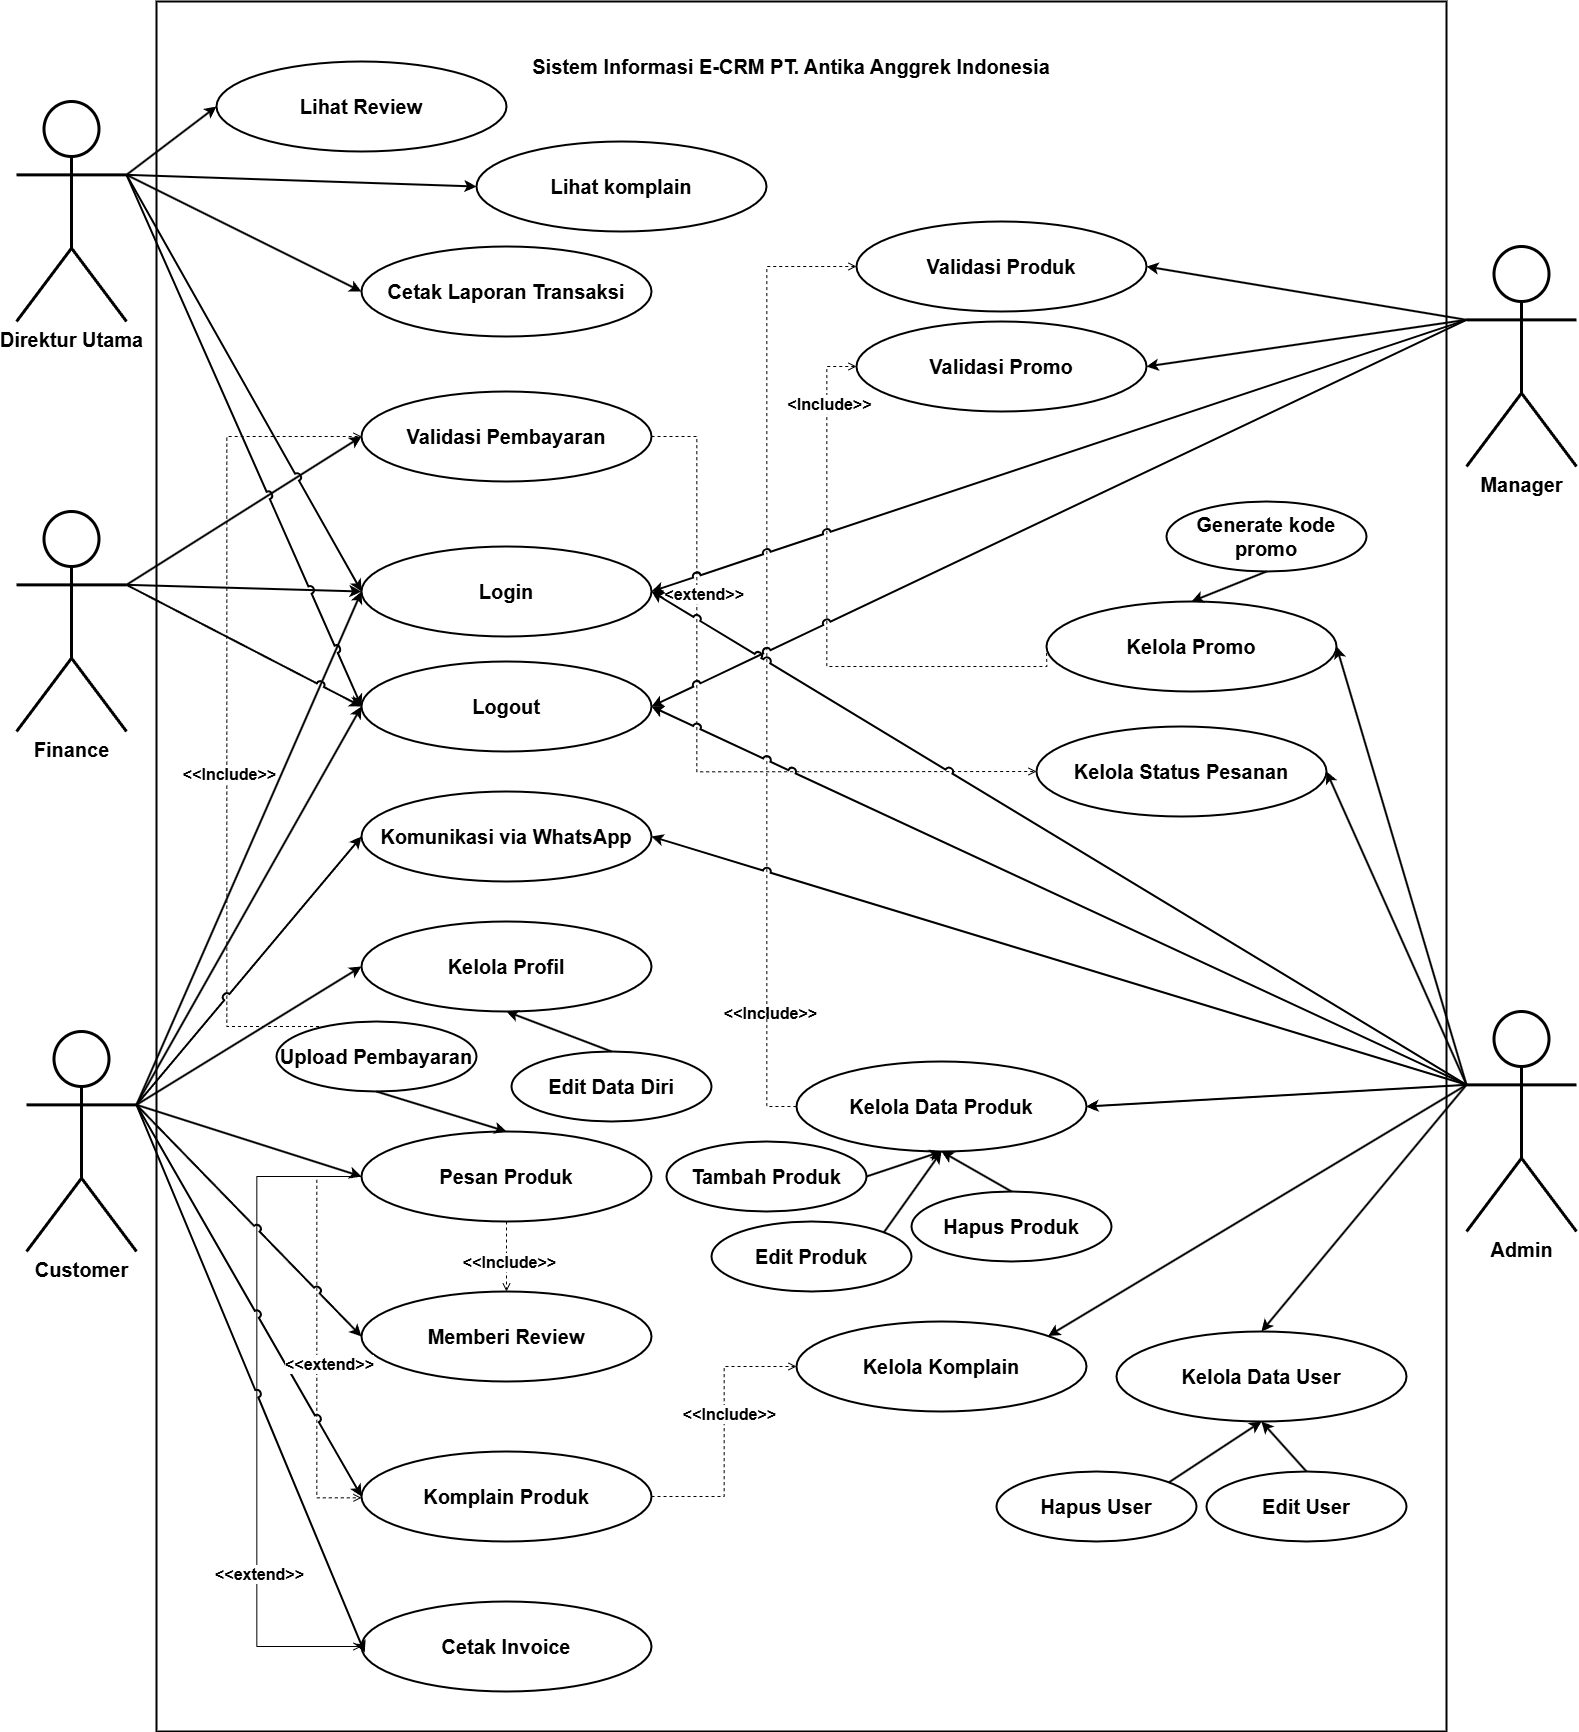 Sistem Informasi E-CRM PT. Antika Anggrek Indonesia
Lihat Review
Lihat komplain
Cetak Laporan Transaksi
Direktur Utama
Validasi Produk
Validasi Promo
<Include>>
Validasi Pembayaran
Manager
Generate kode
promo
Login
<extend>>
Kelola Promo
Logout
Finance
<<Include>>
Kelola Status Pesanan
Komunikasi via WhatsApp
Kelola Profil
<<Include>>
Upload Pembayaran
Edit Data Diri
Kelola Data Produk
Pesan Produk
Tambah Produk
Hapus Produk
Edit Produk
Customer
Admin
<<Include>>
Memberi Review
<<extend>>
Kelola Komplain
Kelola Data User
<<Include>>
Komplain Produk
Hapus User
Edit User
<<extend>>
Cetak Invoice